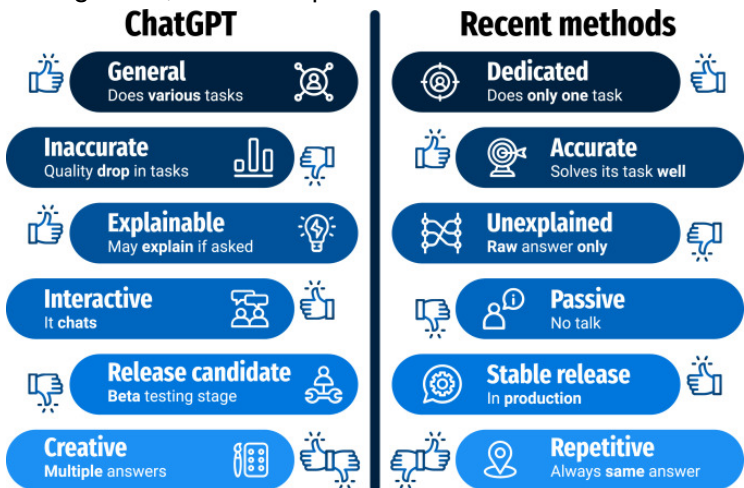 ChatGPT
Recent methods
General
Does various tasks
Dedicated
Does only one task
Inaccurate
Quality drop in tasks
Accurate
Solves its task well
Explainable
May explain if asked
Unexplained
Raw answer only
Interactive
It chats
Passive
No talk
Release candidate
Beta testing stage
Stable release
In production
Creative
Multiple answers
Repetitive
Always same answer